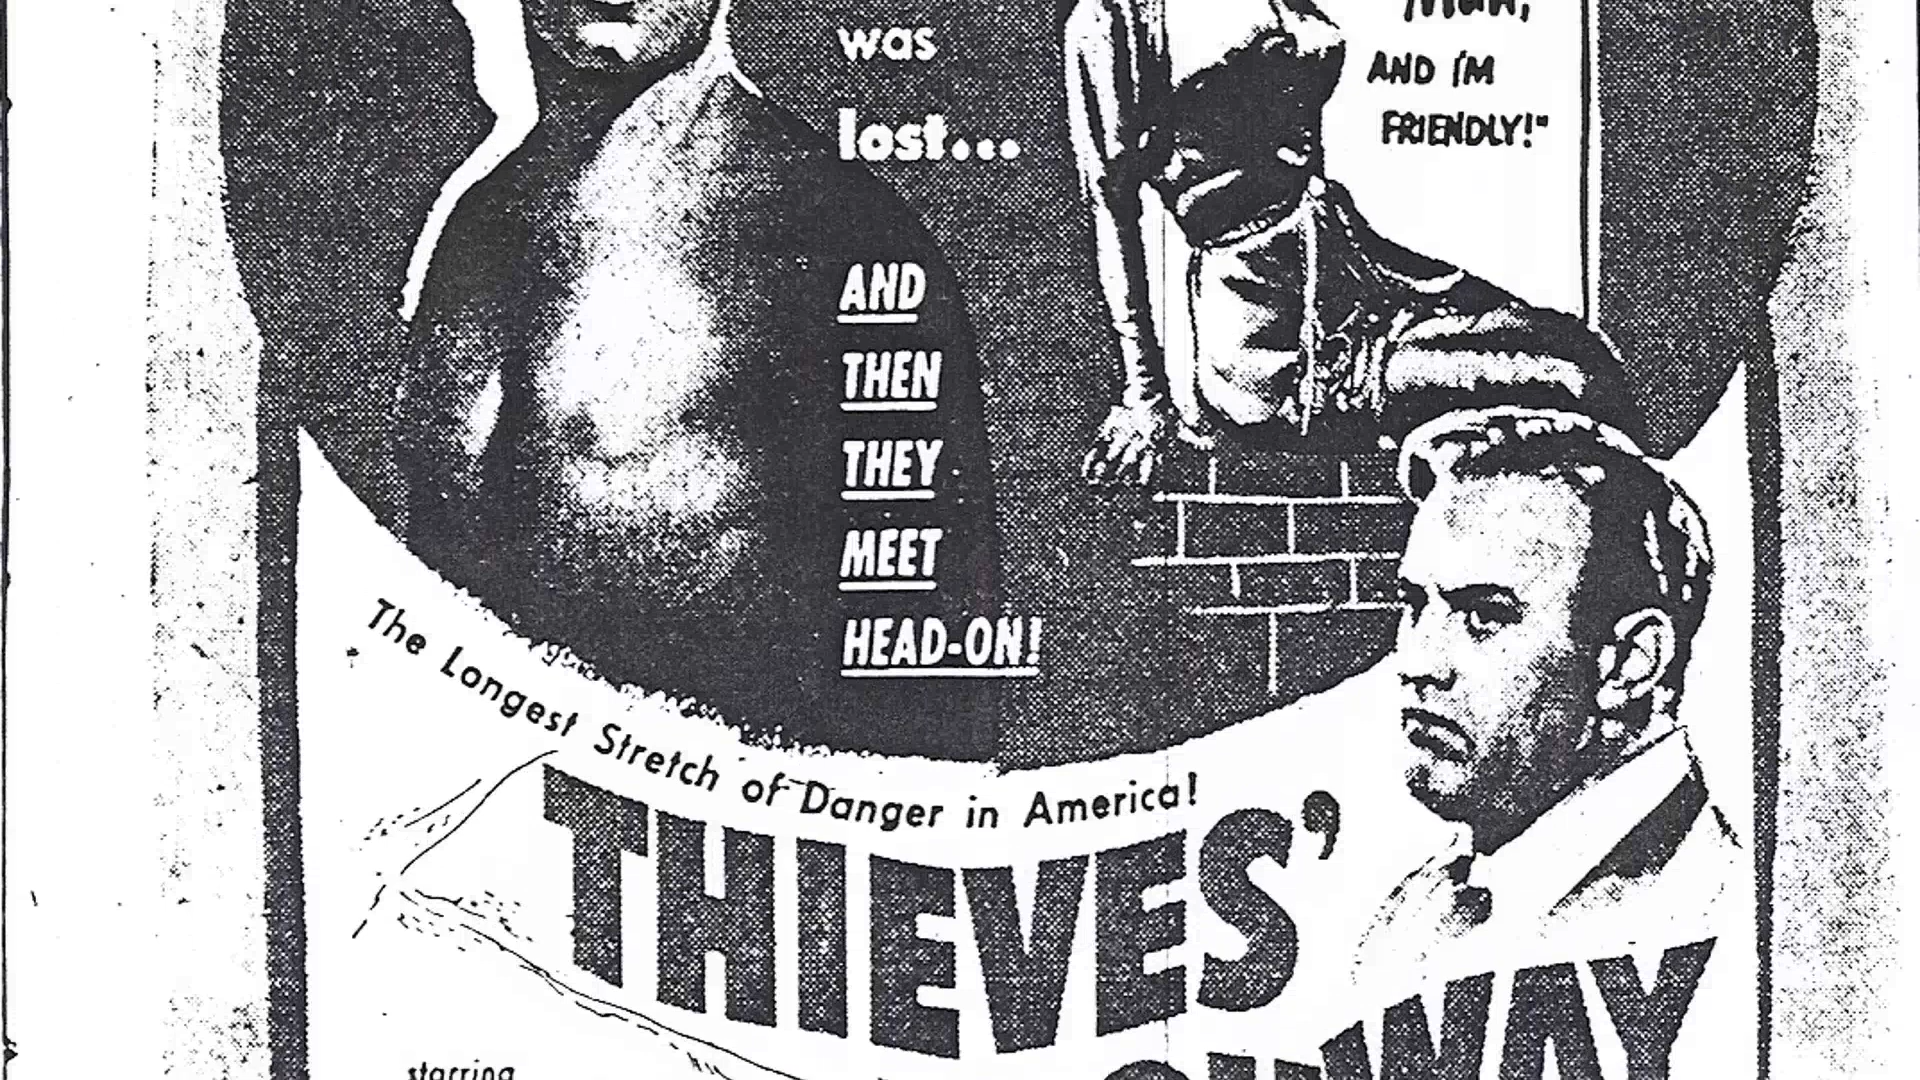 was
lost...
AND I'M
FRIENDLY!"
AND
THEN
THEY
MEET
HEAD-ON!
The Longest Stretch of Danger in America!
THIEVES'
starring